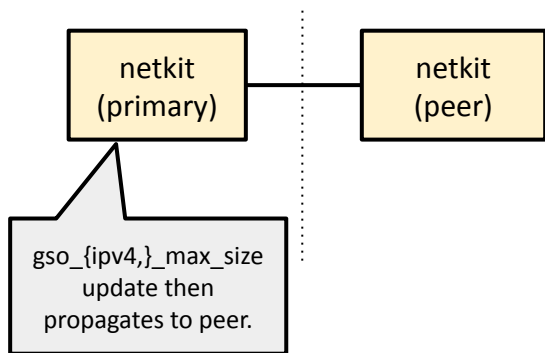 netkit
(primary)
netkit
(peer)
gso_{ipv4,}_max_size
update then
propagates to peer.